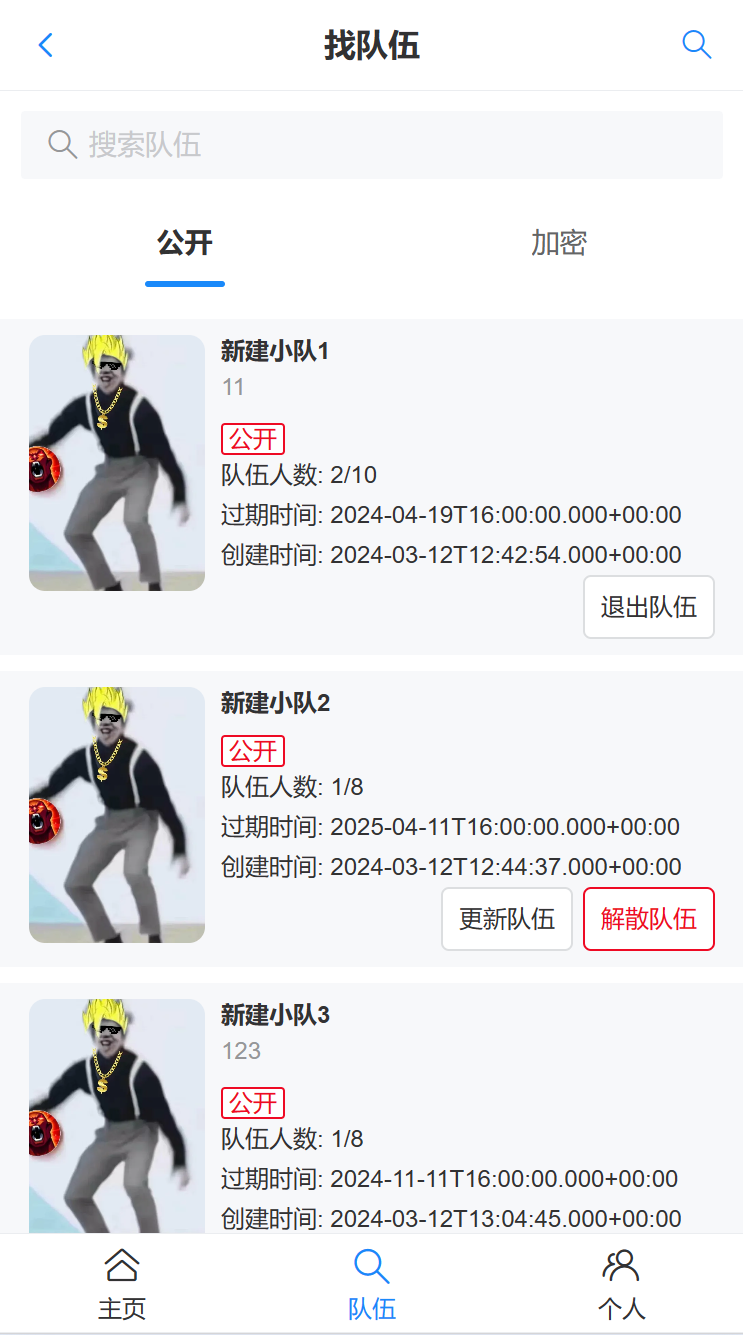 找队伍
搜索队伍
公开 加密
新建小队1
11
公开
队伍人数: 2/10
过期时间: 2024-04-19T16:00:00.000+00:00
创建时间: 2024-03-12T12:42:54.000+00:00
退出队伍
新建小队2
公开
队伍人数: 1/8
过期时间: 2025-04-11T16:00:00.000+00:00
创建时间: 2024-03-12T12:44:37.000+00:00
更新队伍 解散队伍
新建小队3
123
公开
队伍人数: 1/8
过期时间: 2024-11-11T16:00:00.000+00:00
创建时间: 2024-03-12T13:04:45.000+00:00
主页 队伍 个人